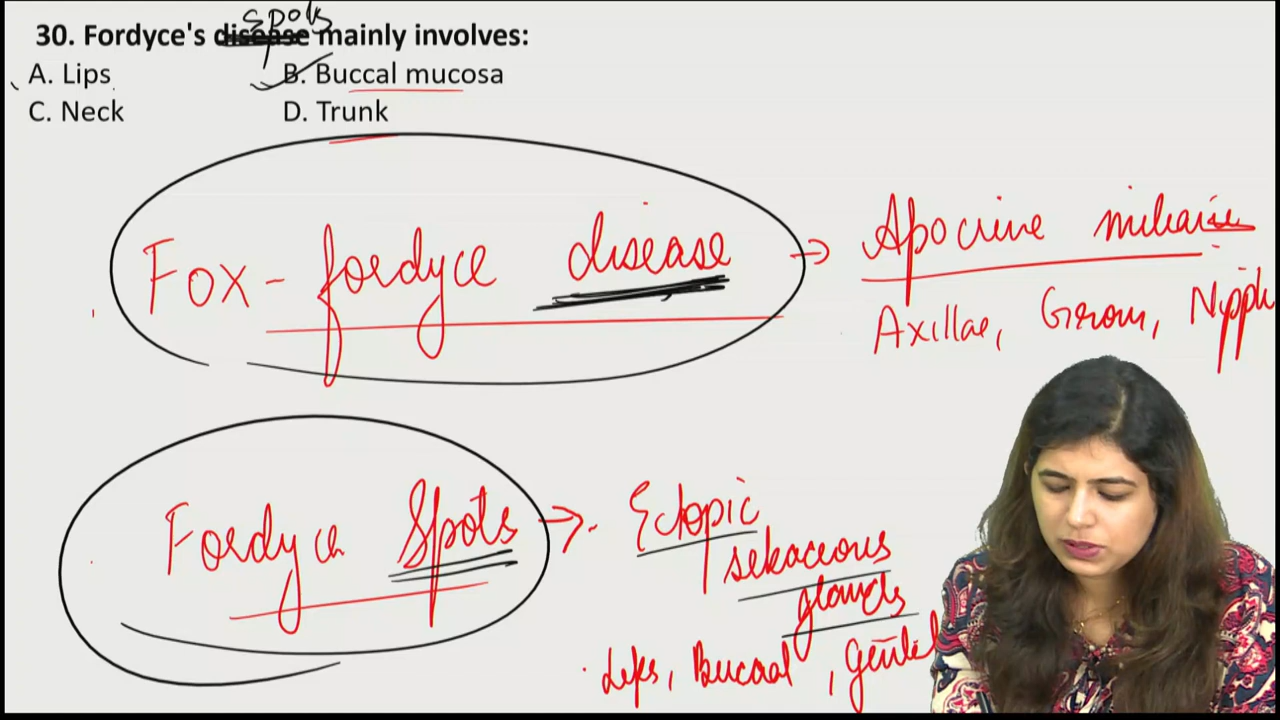 spots
30. Fordyce's disease mainly involves:
A. Lips B. Buccal mucosa
C. Neck D. Trunk
Fox-fordyce disease → Apocrine miliaria
Axillae, Groin, Nipple
Fordyce Spots → Ectopic
sebaceous
glands
Lips, Buccal, Genital